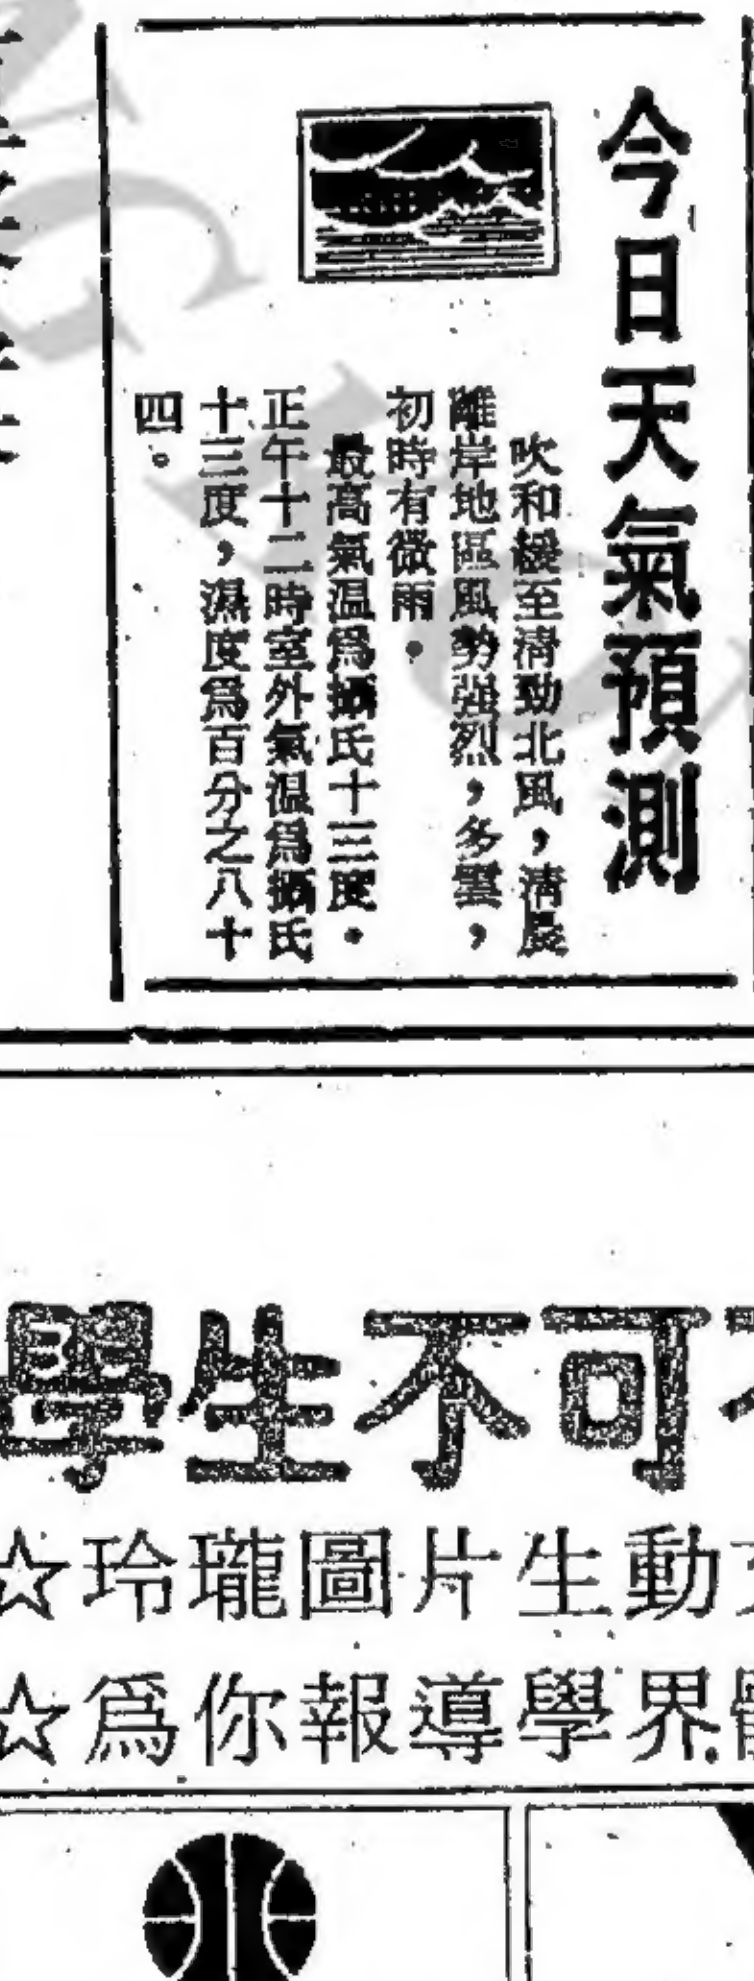 今日天氣預測
吹和緩至清勁北風，清晨
離岸地區風勢強烈，多雲，
初時有微雨。
最高氣温爲攝氏十三度。
正午十二時室外氣温爲攝氏
十三度，濕度爲百分之八十
四。
學生不可
☆玲瓏圖片生動
☆爲你報導學界